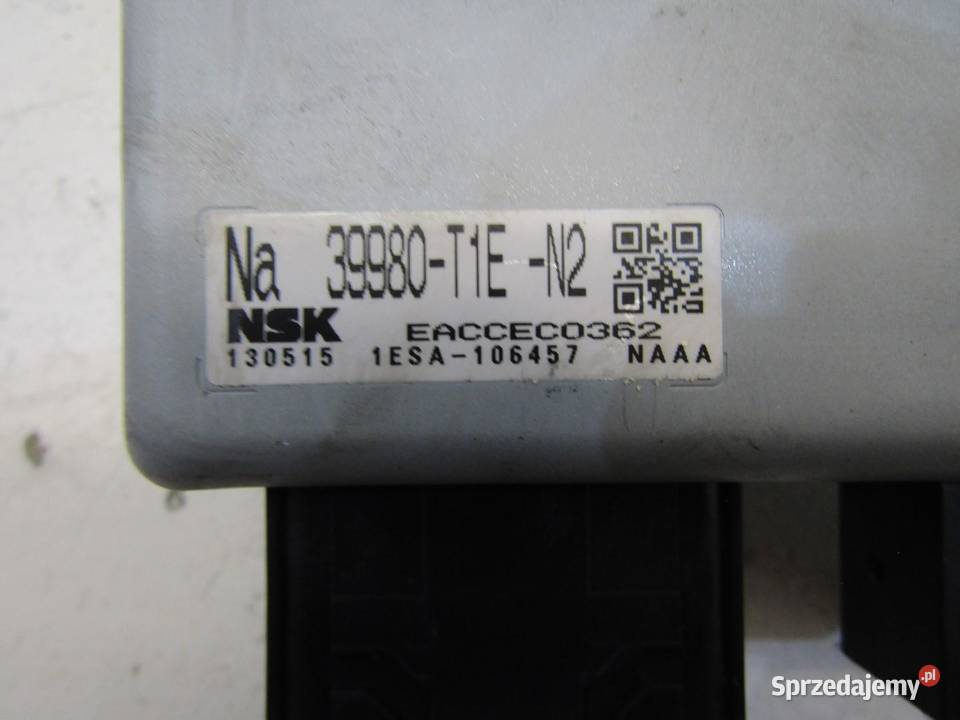 Na 39980-T1E -N2
NSK EACCEC0362
130515 1ESA-106457 NAAA
Sprzedajemy.pl